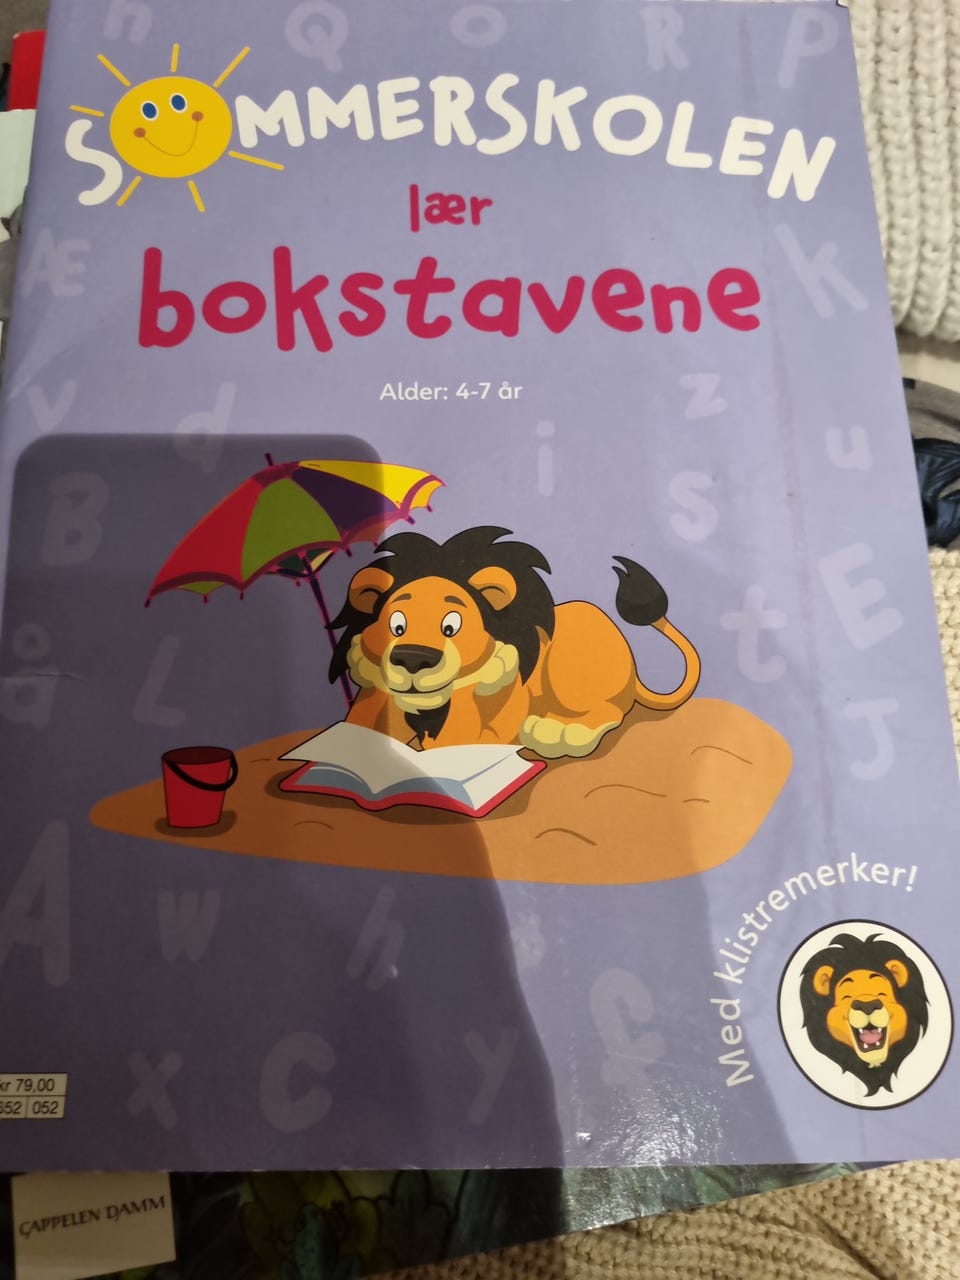 SOMMERSKOLEN
lær
bokstavene
Alder: 4-7 år
h Q o R p
Æ k
v d z
i u
B s
E
t
å L
J
A w h
x C y
Med klistremerker!
kr 79,00
652 052
CAPPELEN DAMM